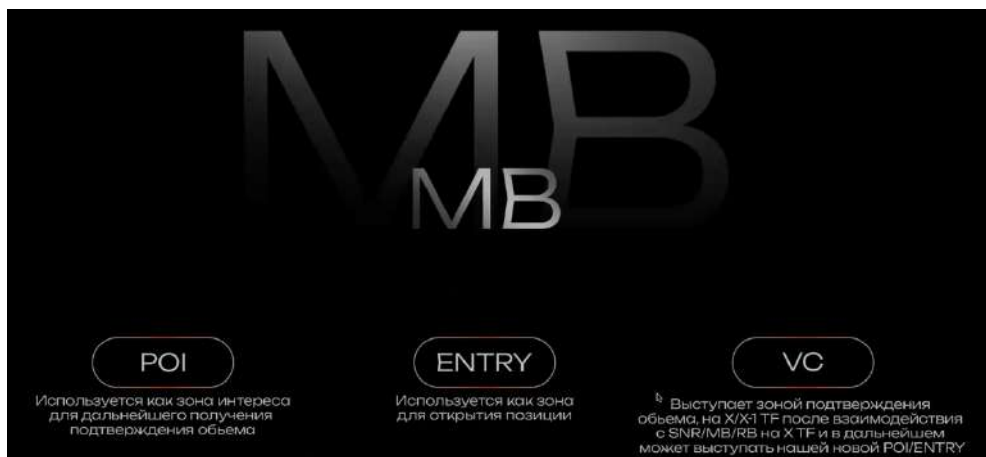 MB
MB
POI
Используется как зона интереса
для дальнейшего получения
подтверждения обьема
ENTRY
Используется как зона
для открытия позиции
VC
Выступает зоной подтверждения
обьема, на X/X-1 TF после взаимодействия
с SNR/MB/RB на X TF и в дальнейшем
может выступать нашей новой POI/ENTRY